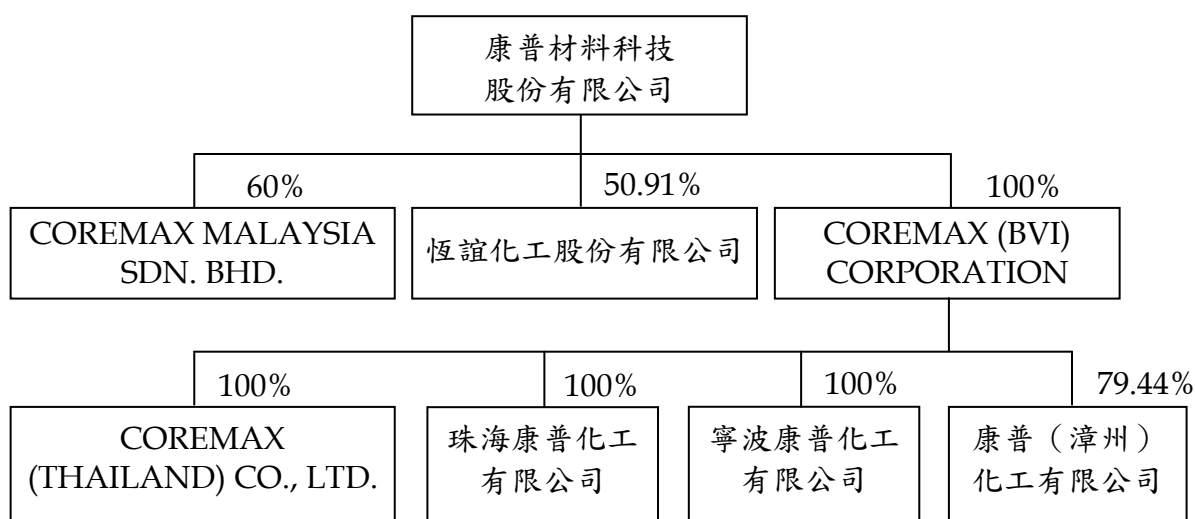 康普材料科技
股份有限公司
60%
50.91%
100%
COREMAX MALAYSIA
SDN. BHD.
恆誼化工股份有限公司
COREMAX (BVI)
CORPORATION
100%
100%
100%
79.44%
COREMAX
(THAILAND) CO., LTD.
珠海康普化工
有限公司
寧波康普化工
有限公司
康普（漳州）
化工有限公司